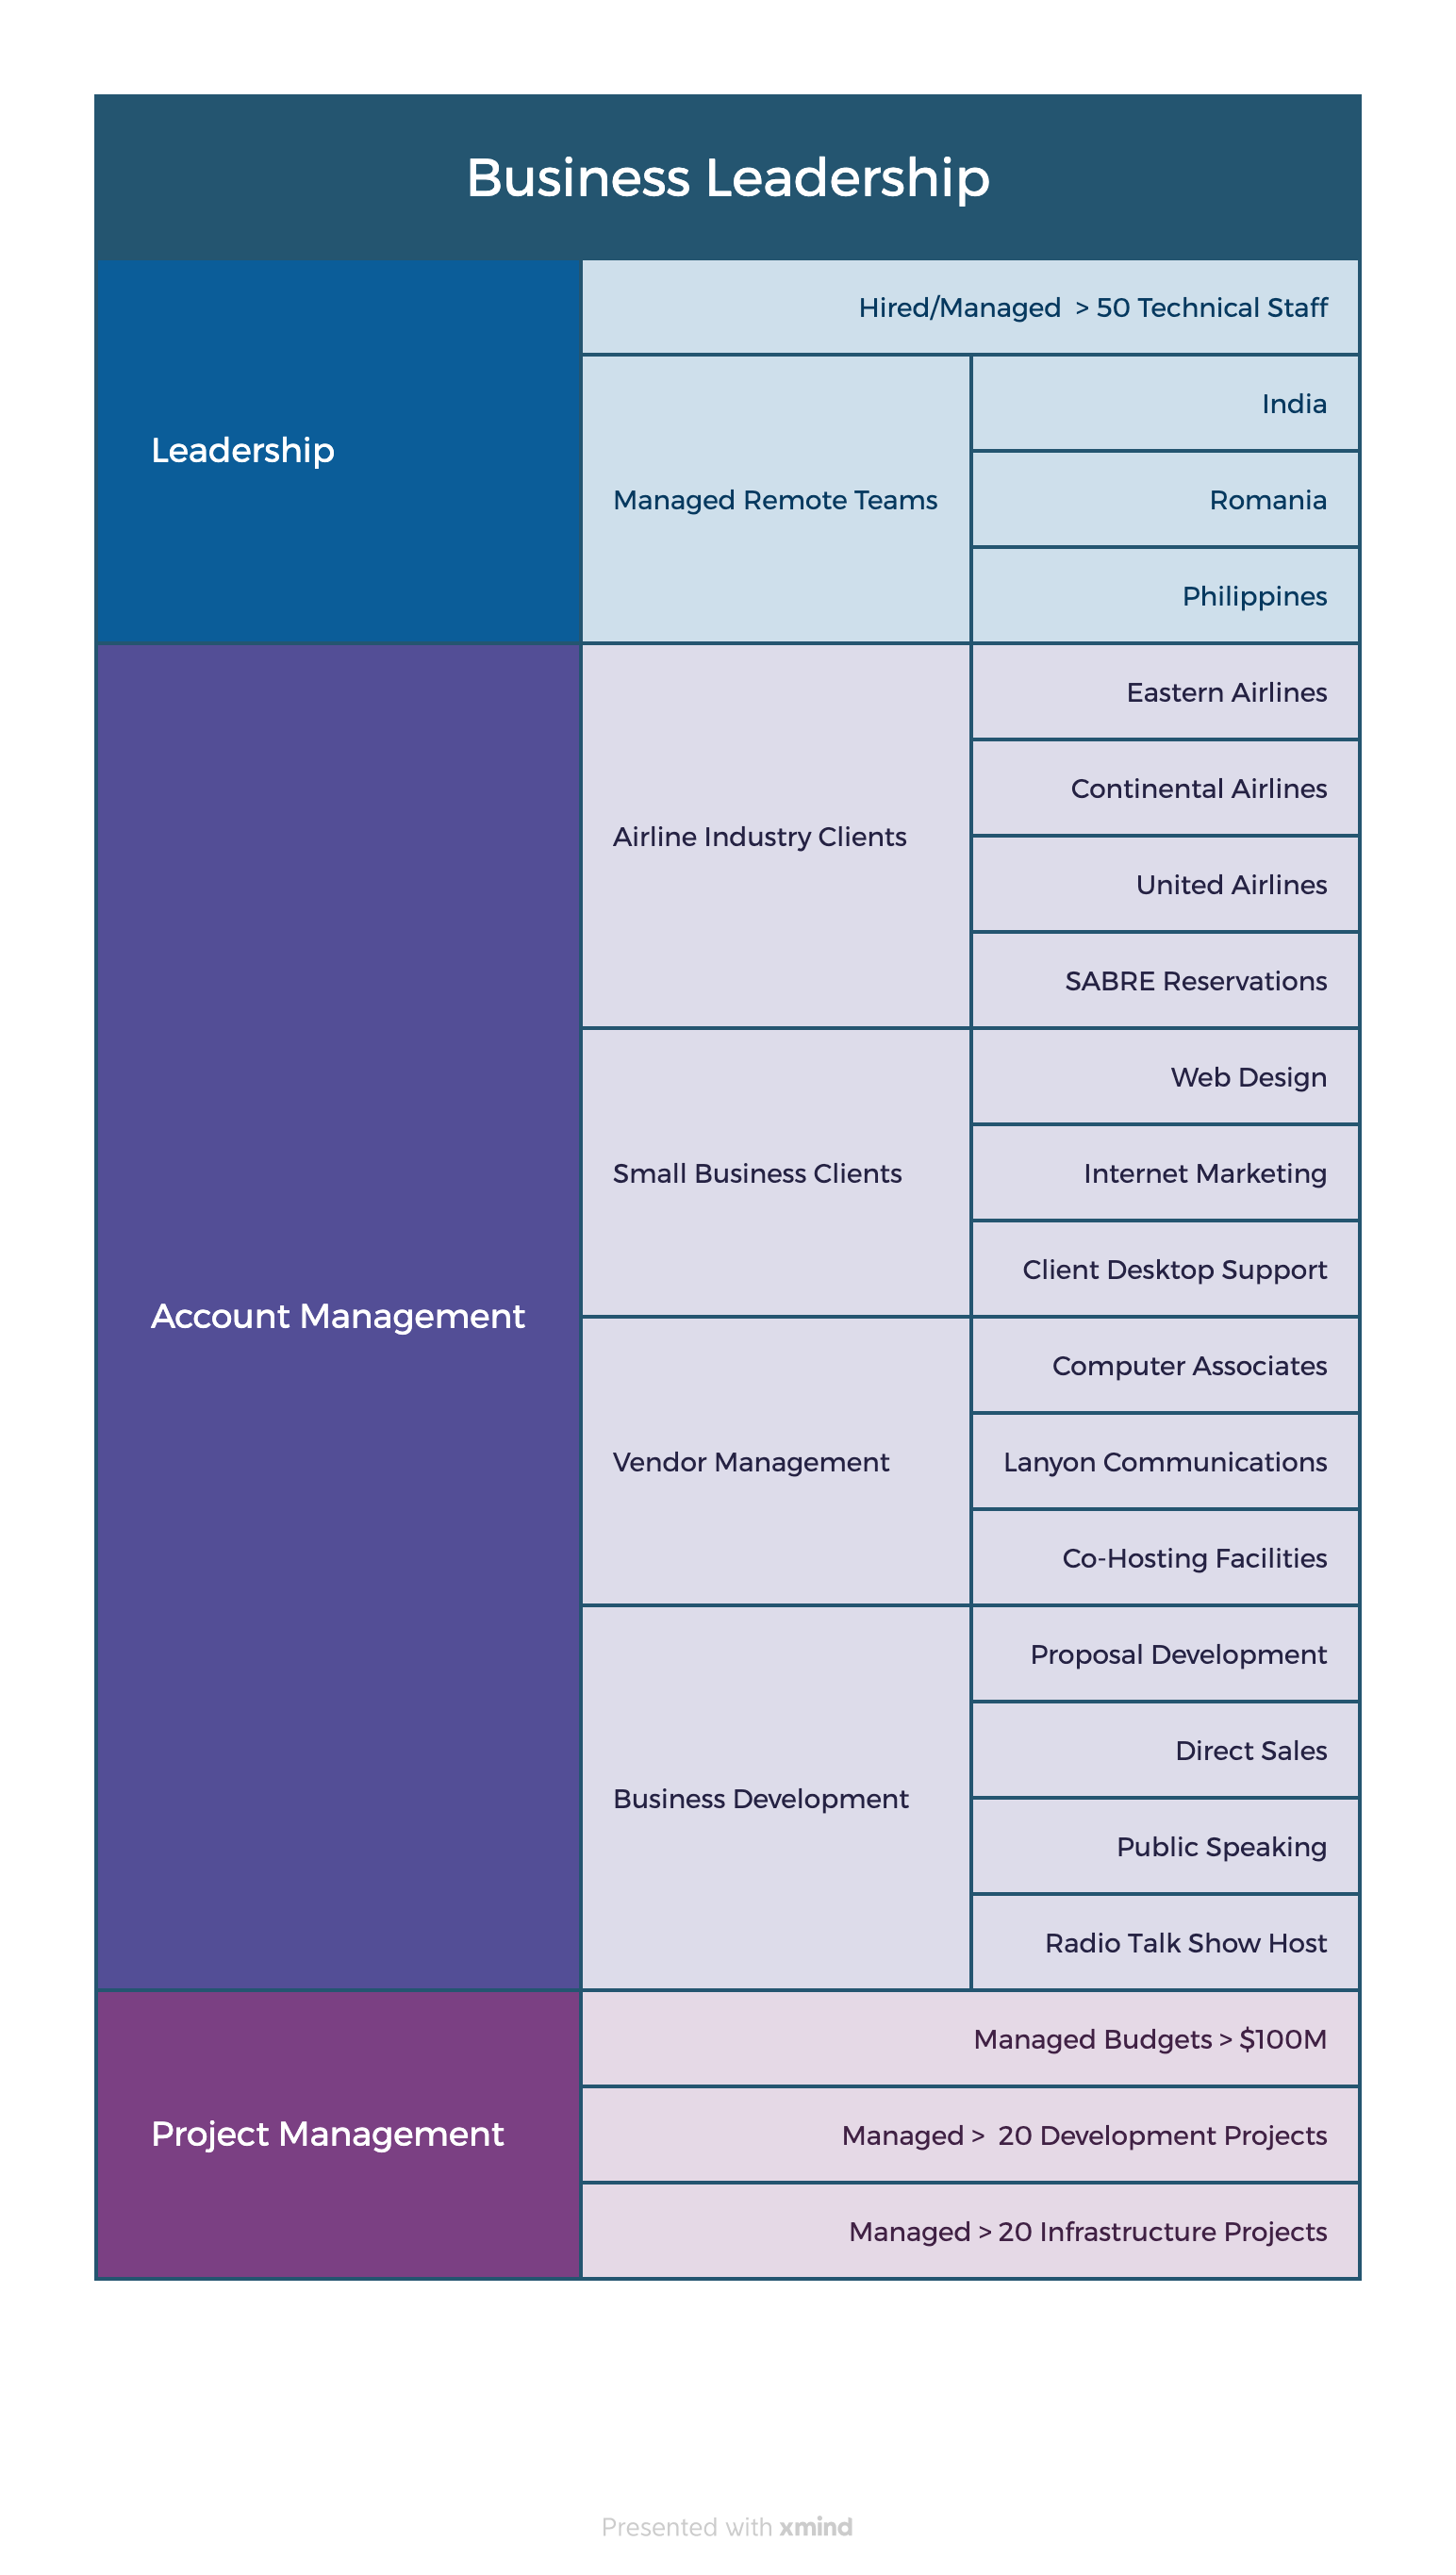 Business Leadership
Leadership
Hired/Managed  > 50 Technical Staff
Managed Remote Teams
India
Romania
Philippines
Account Management
Airline Industry Clients
Eastern Airlines
Continental Airlines
United Airlines
SABRE Reservations
Small Business Clients
Web Design
Internet Marketing
Client Desktop Support
Vendor Management
Computer Associates
Lanyon Communications
Co-Hosting Facilities
Business Development
Proposal Development
Direct Sales
Public Speaking
Radio Talk Show Host
Project Management
Managed Budgets > $100M
Managed >  20 Development Projects
Managed > 20 Infrastructure Projects
Presented with xmind